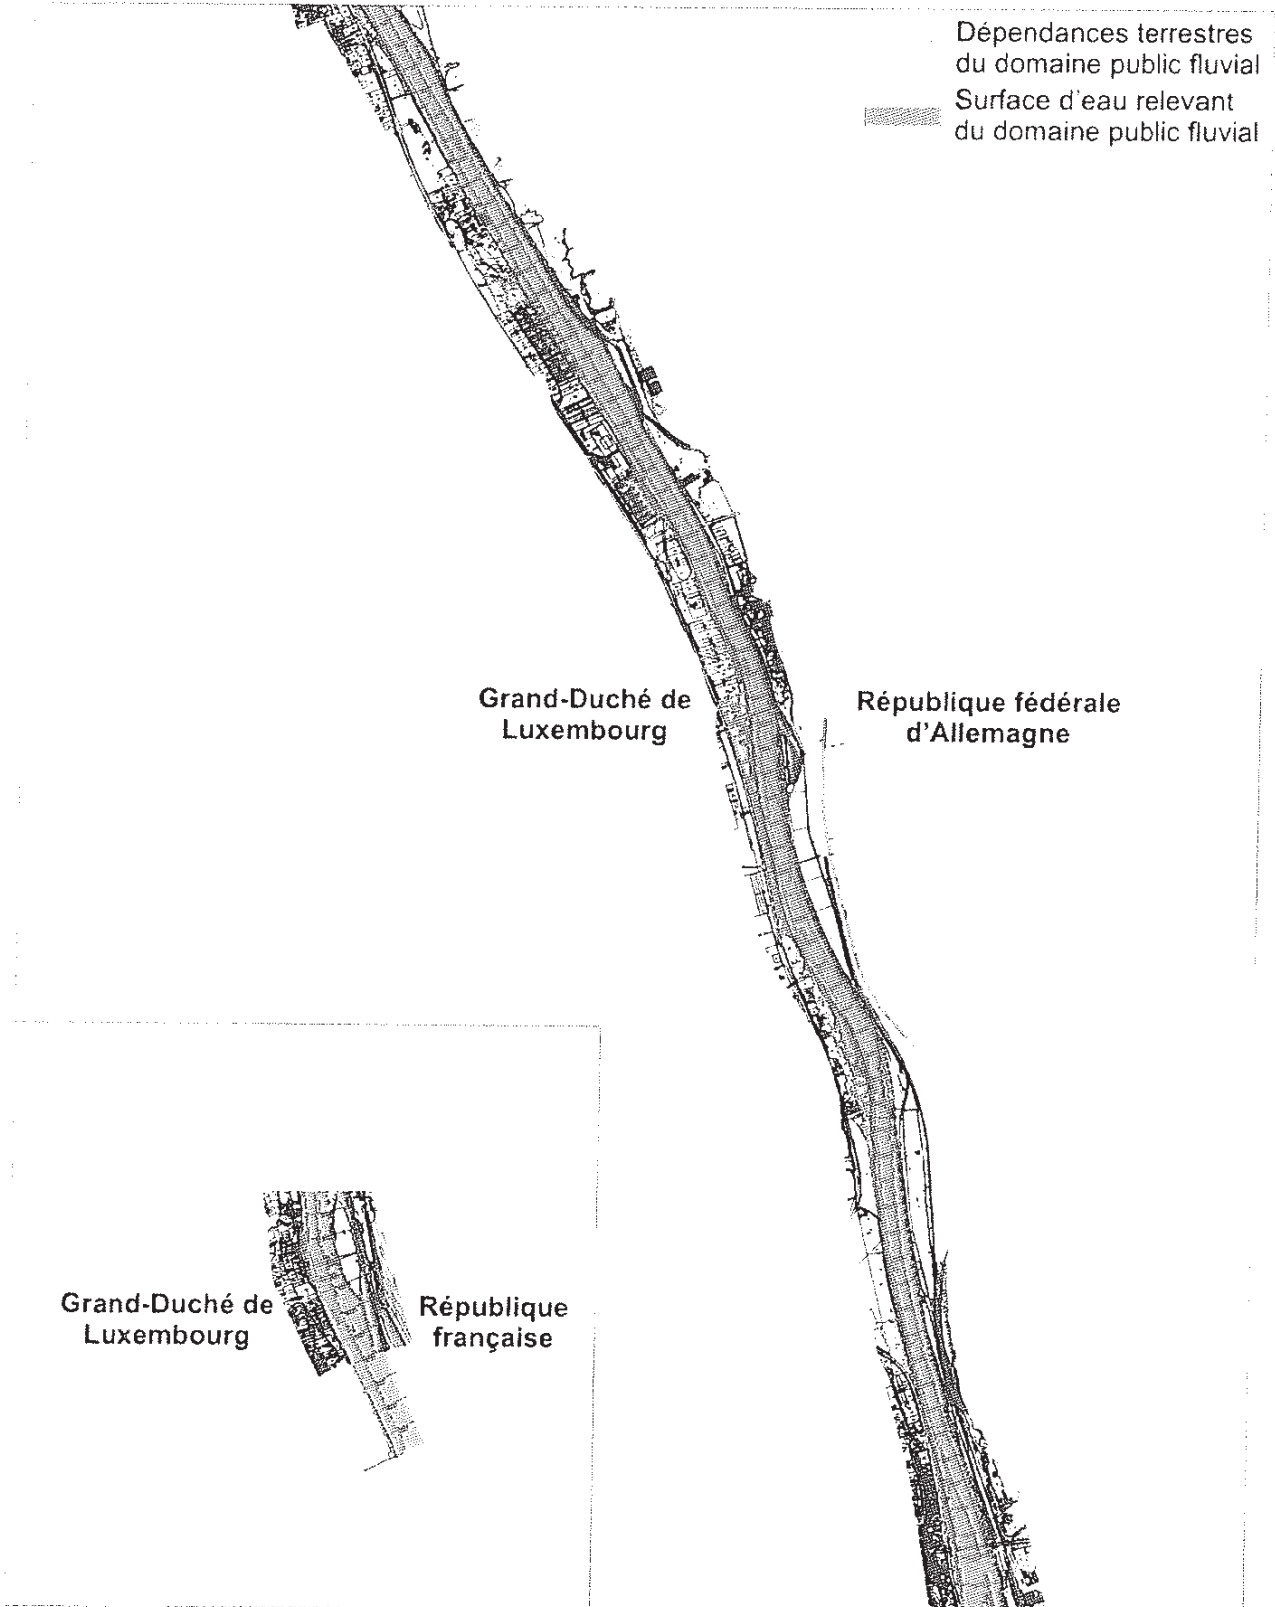 Dépendances terrestres
du domaine public fluvial
Surface d'eau relevant
du domaine public fluvial
Grand-Duché de
Luxembourg
République fédérale
d'Allemagne
Grand-Duché de
Luxembourg
République
française